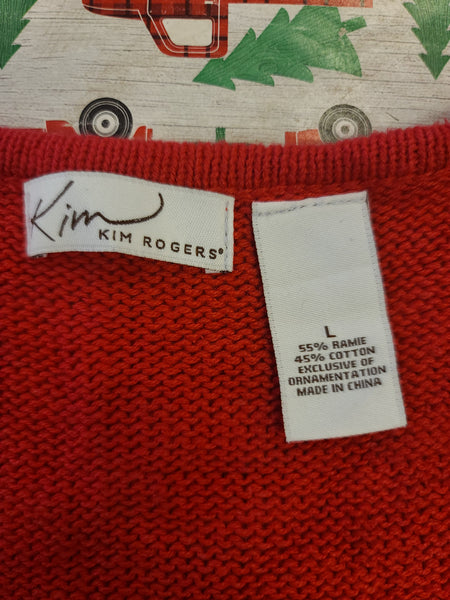 Kim
KIM ROGERS®
L
55% RAMIE
45% COTTON
EXCLUSIVE OF
ORNAMENTATION
MADE IN CHINA